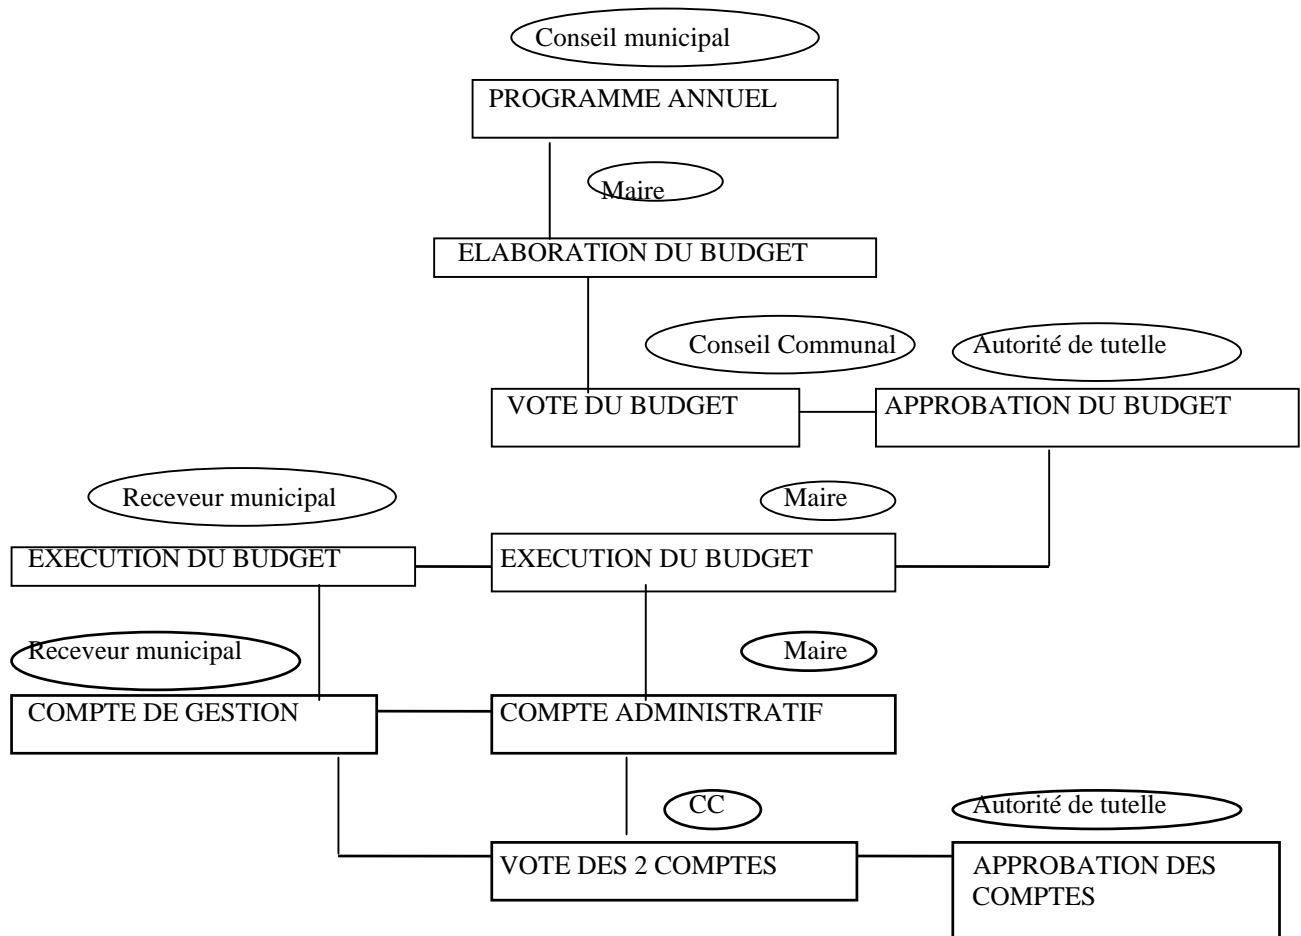 Conseil municipal
PROGRAMME ANNUEL
Maire
ELABORATION DU BUDGET
Conseil Communal
Autorité de tutelle
VOTE DU BUDGET
APPROBATION DU BUDGET
Receveur municipal
Maire
EXECUTION DU BUDGET
EXECUTION DU BUDGET
Receveur municipal
Maire
COMPTE DE GESTION
COMPTE ADMINISTRATIF
CC
Autorité de tutelle
VOTE DES 2 COMPTES
APPROBATION DES
COMPTES